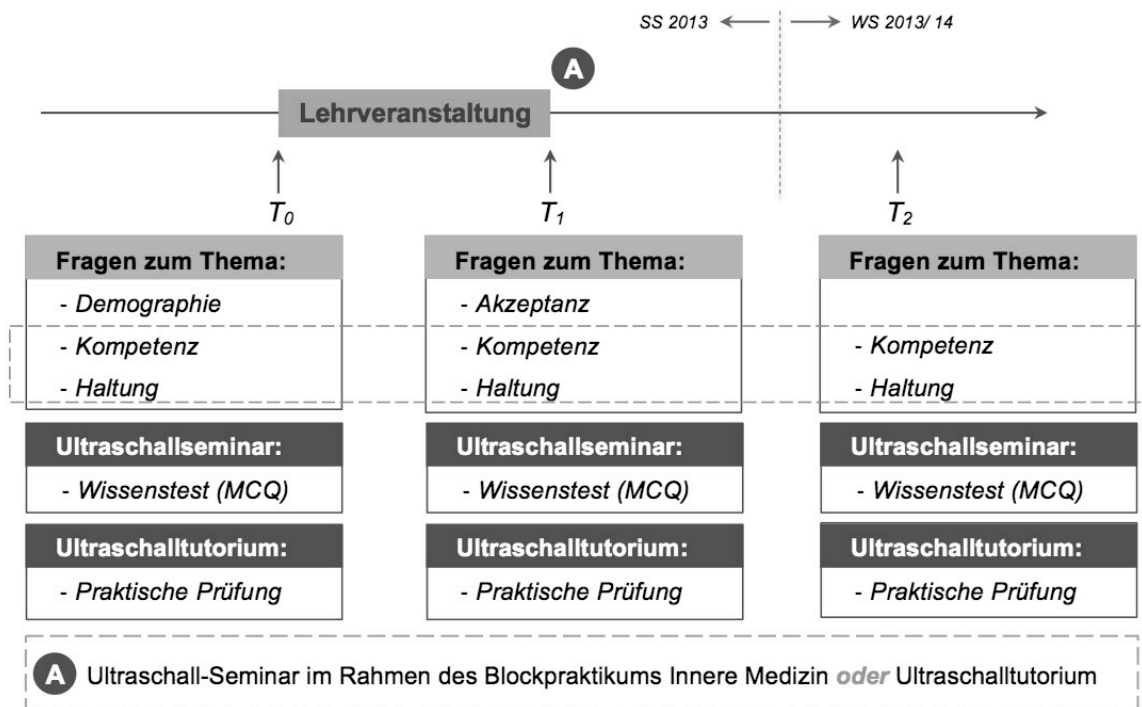 SS 2013
WS 2013/ 14
A
Lehrveranstaltung
T0
T1
T2
Fragen zum Thema:
- Demographie
- Kompetenz
- Haltung
Ultraschallseminar:
- Wissenstest (MCQ)
Ultraschalltutorium:
- Praktische Prüfung
Fragen zum Thema:
- Akzeptanz
- Kompetenz
- Haltung
Ultraschallseminar:
- Wissenstest (MCQ)
Ultraschalltutorium:
- Praktische Prüfung
Fragen zum Thema:
- Kompetenz
- Haltung
Ultraschallseminar:
- Wissenstest (MCQ)
Ultraschalltutorium:
- Praktische Prüfung
A Ultraschall-Seminar im Rahmen des Blockpraktikums Innere Medizin oder Ultraschalltutorium